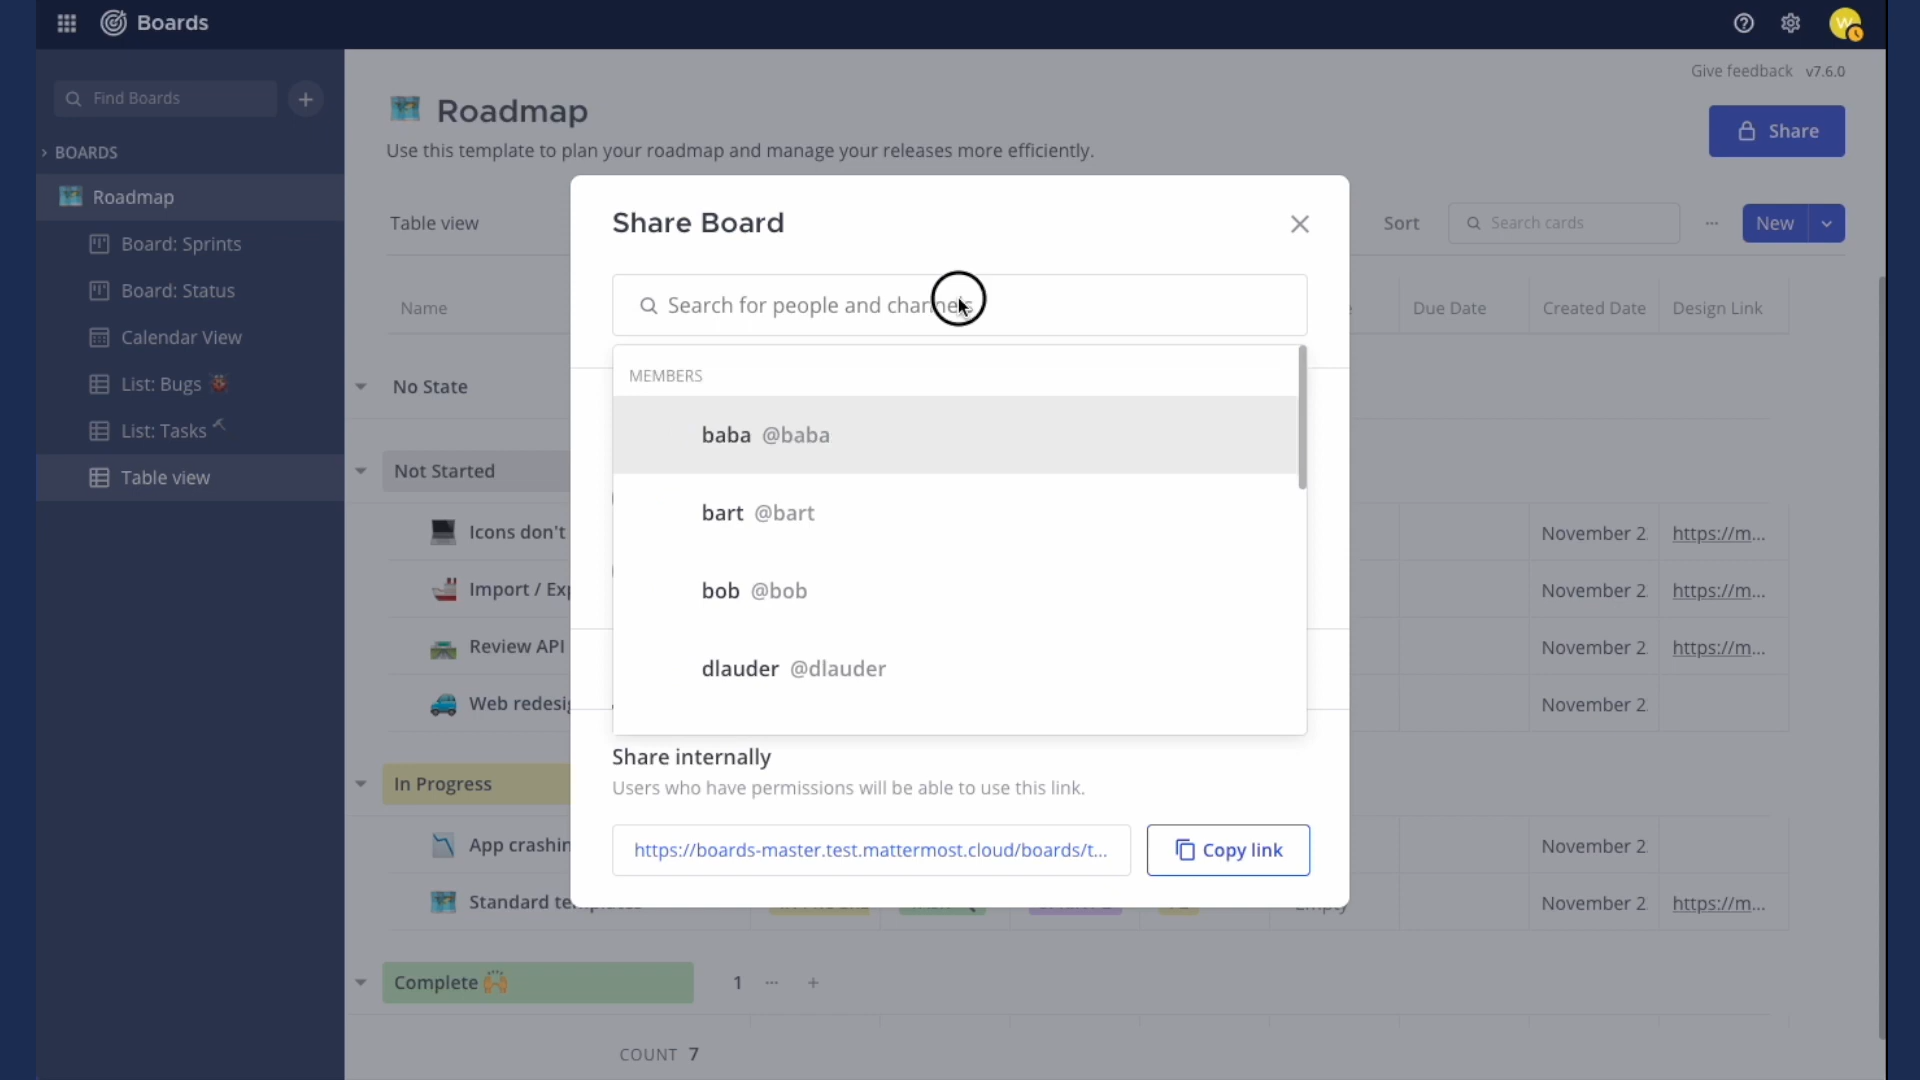 Boards
W
Give feedback v7.6.0
Find Boards
BOARDS
Roadmap
Board: Sprints
Board: Status
Calendar View
List: Bugs
List: Tasks
Table view
Roadmap
Use this template to plan your roadmap and manage your releases more efficiently.
Share
Table view
Sort
Search cards
New
Name
Due Date
Created Date
Design Link
No State
Not Started
Icons don't
November 2
https://m...
Import / Exp
November 2
https://m...
Review API
November 2
https://m...
Web redesig
November 2
In Progress
App crashin
November 2
Standard
Empty
November 2
https://m...
Complete
1
COUNT 7
Share Board
Search for people and channels
MEMBERS
baba @baba
bart @bart
bob @bob
dlauder @dlauder
Share internally
Users who have permissions will be able to use this link.
https://boards-master.test.mattermost.cloud/boards/t...
Copy link